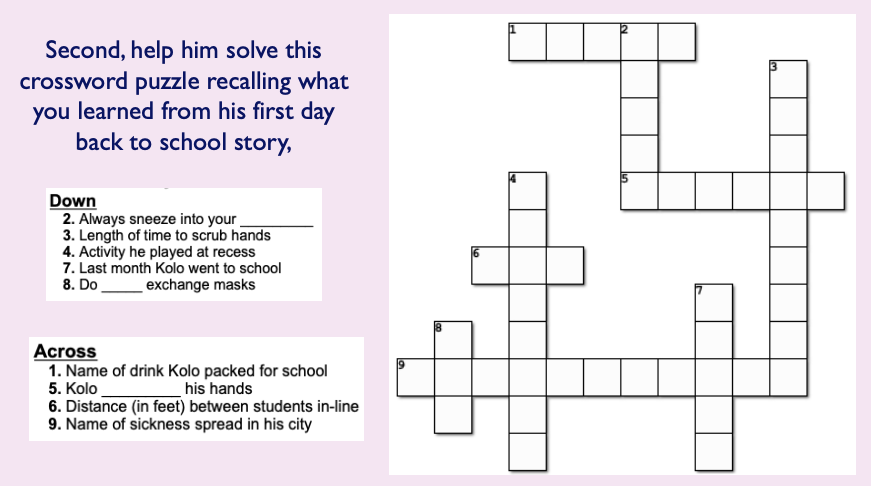 Second, help him solve this
crossword puzzle recalling what
you learned from his first day
back to school story,
Down
2. Always sneeze into your __________
3. Length of time to scrub hands
4. Activity he played at recess
7. Last month Kolo went to school
8. Do _____ exchange masks
Across
1. Name of drink Kolo packed for school
5. Kolo __________ his hands
6. Distance (in feet) between students in-line
9. Name of sickness spread in his city
1
2
3
4
5
6
7
8
9